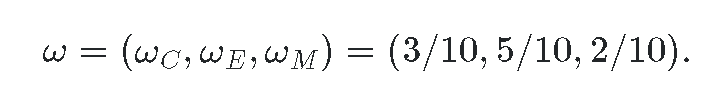 ω = (ω_C, ω_E, ω_M) = (3/10, 5/10, 2/10).